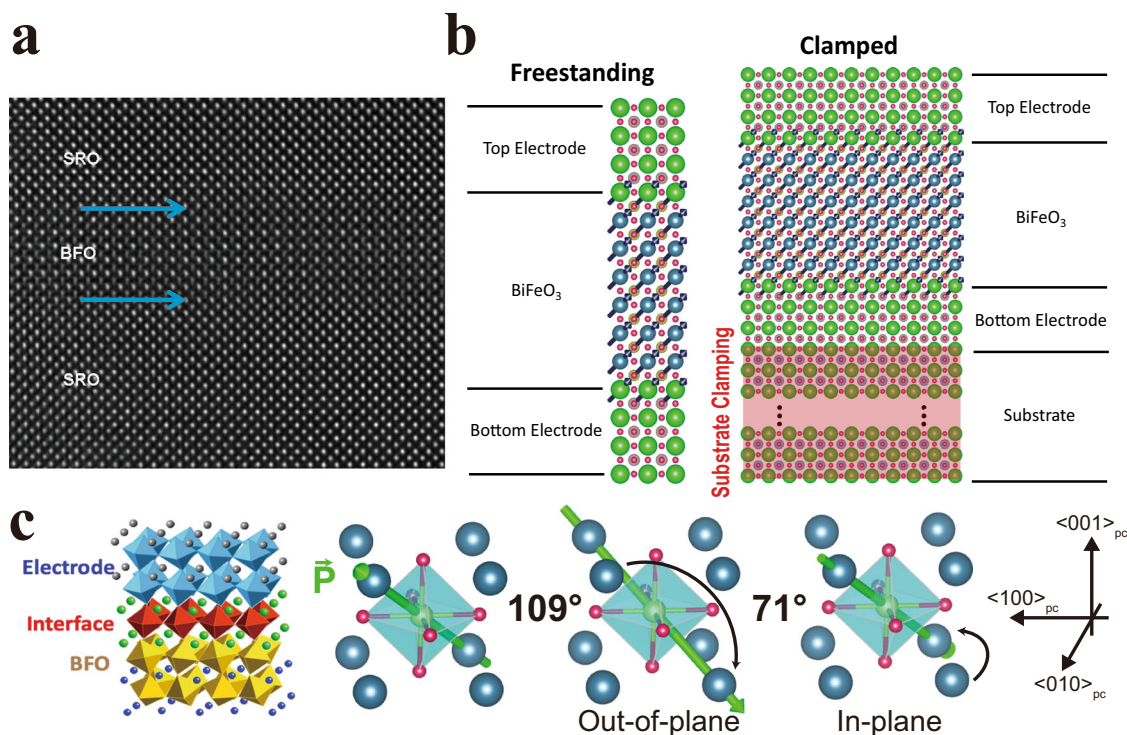 a
SRO
BFO
SRO
b
Freestanding
Top Electrode
BiFeO₃
Bottom Electrode
Clamped
Top Electrode
BiFeO₃
Bottom Electrode
Substrate
Substrate Clamping
c
Electrode
Interface
BFO
P⃗
109°
Out-of-plane
71°
In-plane
<001>pc
<100>pc
<010>pc